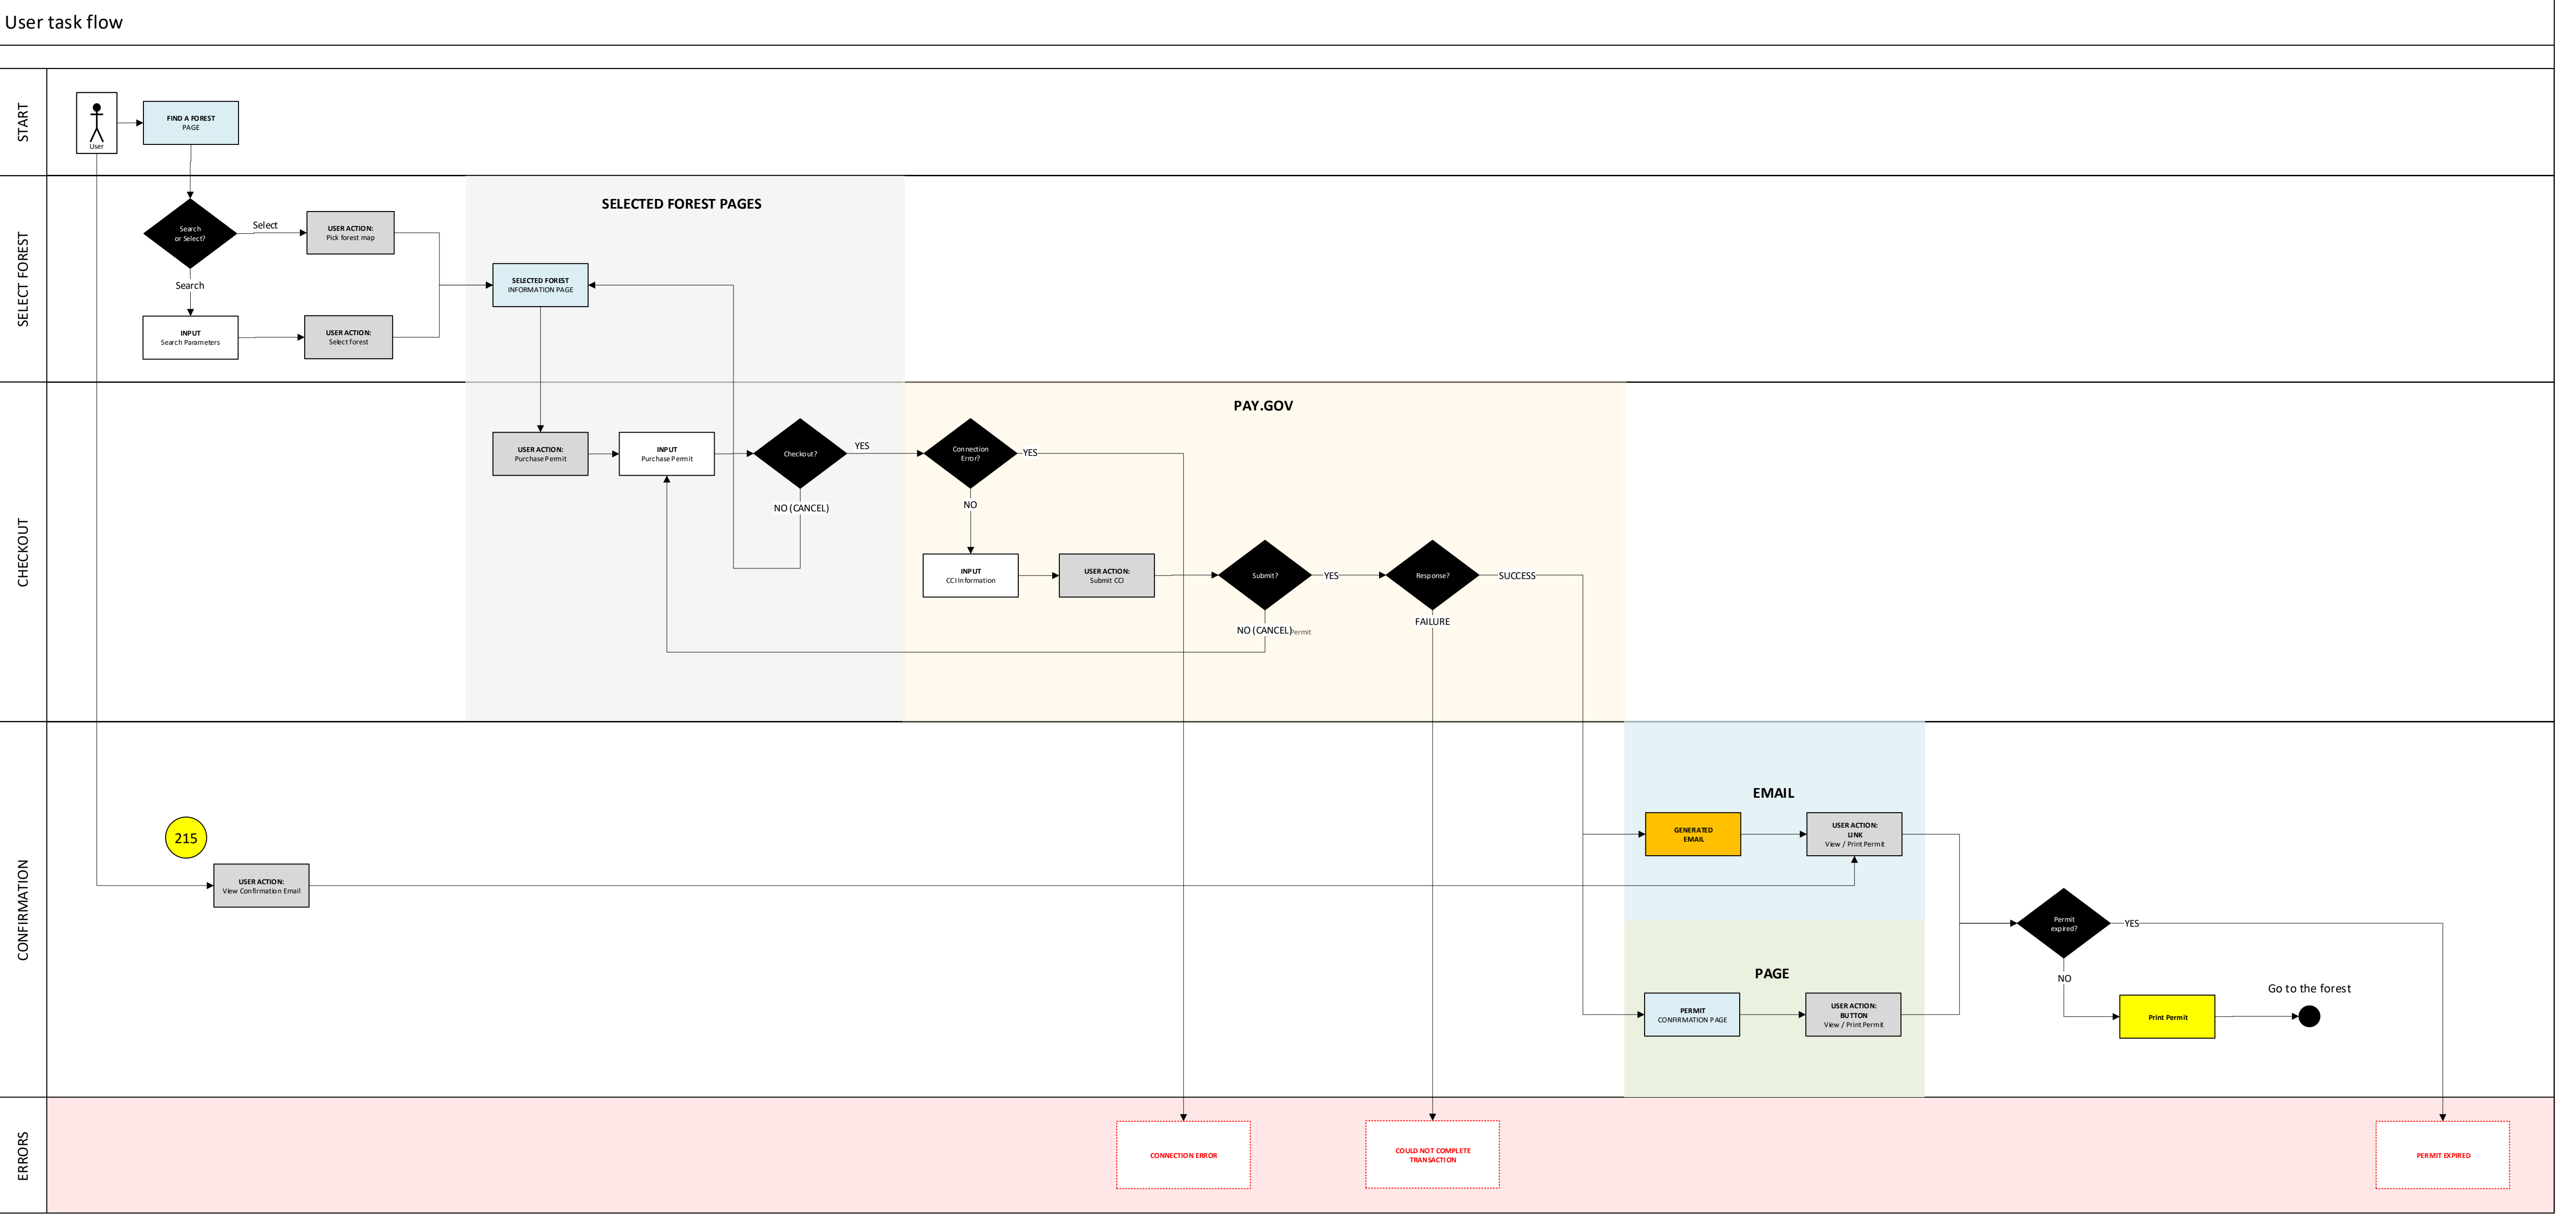 User task flow
START
User
FIND A FOREST
PAGE
SELECT FOREST
Search
or Select?
Select
USER ACTION:
Pick forest map
Search
INPUT
Search Parameters
USER ACTION:
Select forest
SELECTED FOREST PAGES
SELECTED FOREST
INFORMATION PAGE
CHECKOUT
USER ACTION:
Purchase Permit
INPUT
Purchase Permit
Checkout?
YES
NO (CANCEL)
PAY.GOV
Connection
Error?
YES
NO
INPUT
CCI Information
USER ACTION:
Submit CCI
Submit?
YES
NO (CANCEL)
Permit
Response?
SUCCESS
FAILURE
CONFIRMATION
215
USER ACTION:
View Confirmation Email
EMAIL
GENERATED
EMAIL
USER ACTION:
LINK
View / Print Permit
PAGE
PERMIT
CONFIRMATION PAGE
USER ACTION:
BUTTON
View / Print Permit
Permit
expired?
YES
NO
Print Permit
Go to the forest
ERRORS
CONNECTION ERROR
COULD NOT COMPLETE
TRANSACTION
PERMIT EXPIRED